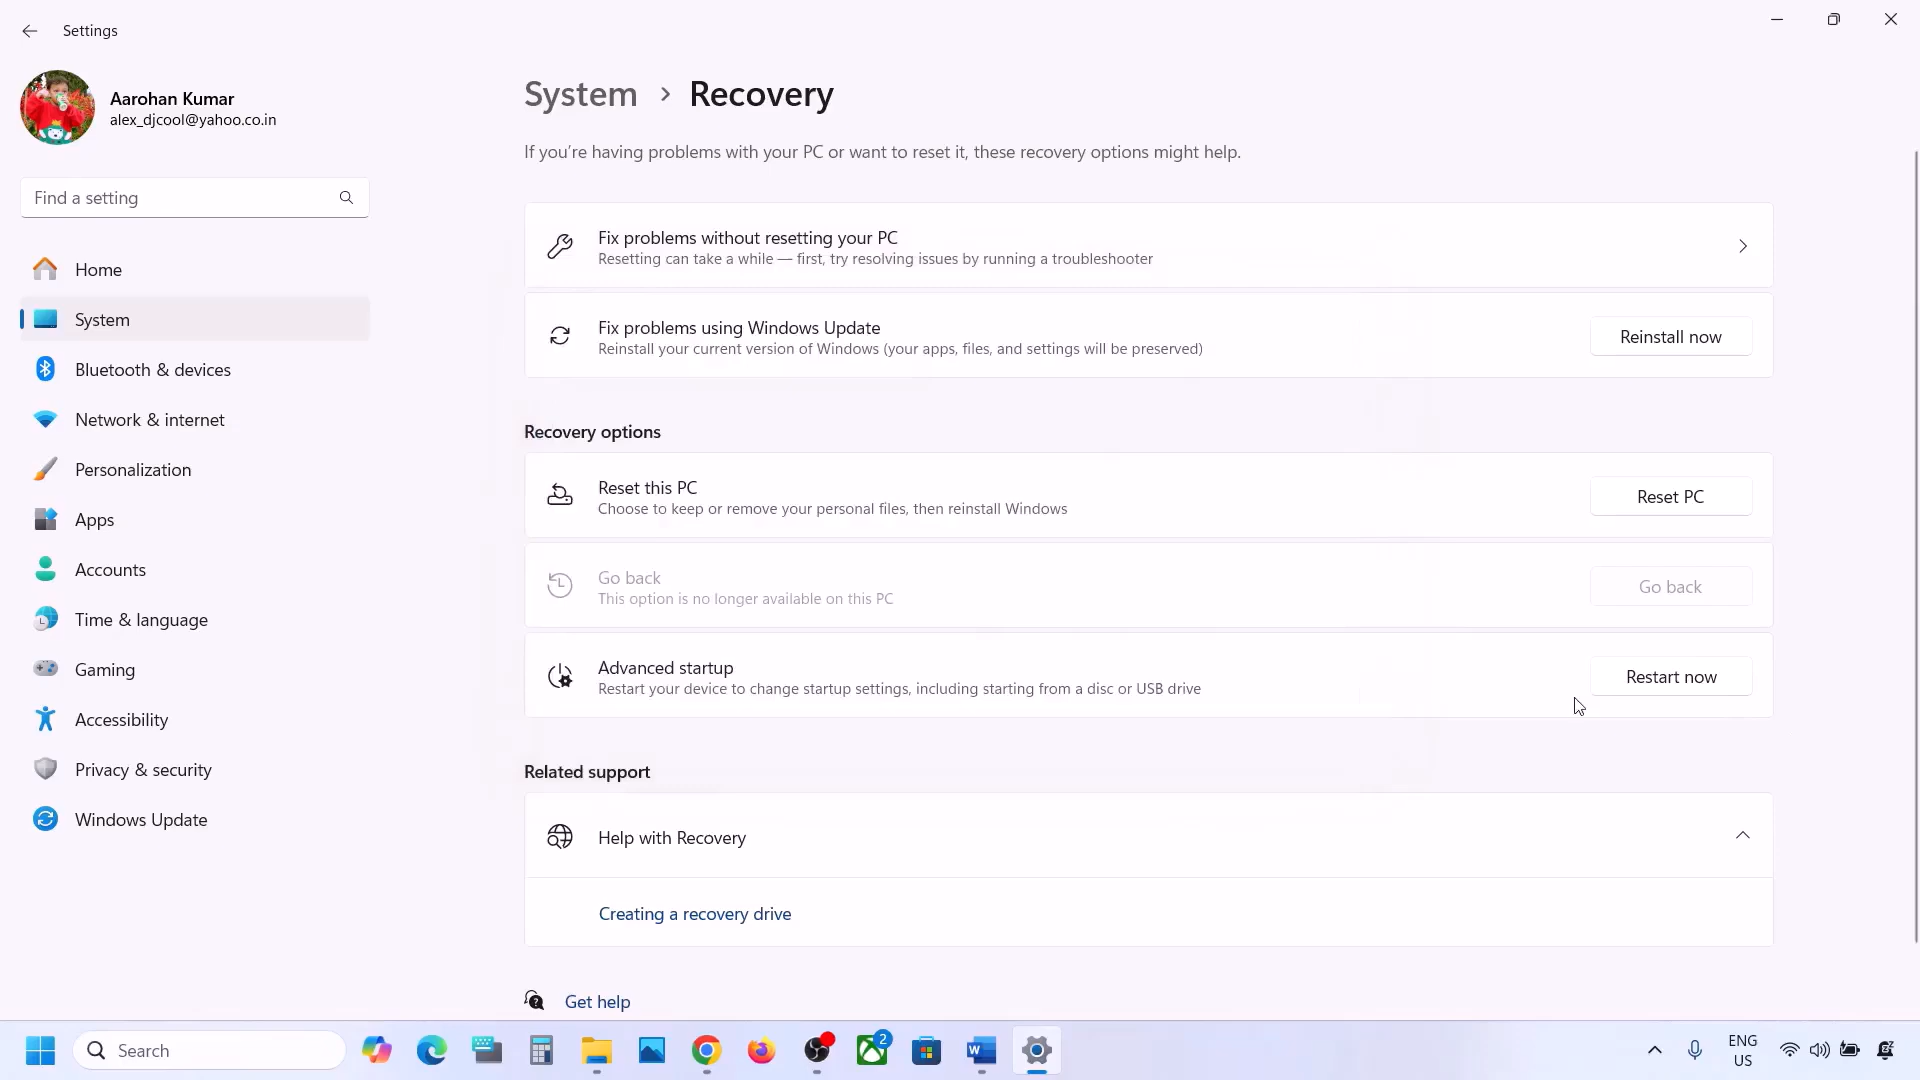 Settings
Aarohan Kumar
alex_djcool@yahoo.co.in
Find a setting
Home
System
Bluetooth & devices
Network & internet
Personalization
Apps
Accounts
Time & language
Gaming
Accessibility
Privacy & security
Windows Update
System > Recovery
If you're having problems with your PC or want to reset it, these recovery options might help.
Fix problems without resetting your PC
Resetting can take a while — first, try resolving issues by running a troubleshooter
Fix problems using Windows Update
Reinstall your current version of Windows (your apps, files, and settings will be preserved)
Reinstall now
Recovery options
Reset this PC
Choose to keep or remove your personal files, then reinstall Windows
Reset PC
Go back
This option is no longer available on this PC
Go back
Advanced startup
Restart your device to change startup settings, including starting from a disc or USB drive
Restart now
Related support
Help with Recovery
Creating a recovery drive
Get help
Search
2
ENG
US